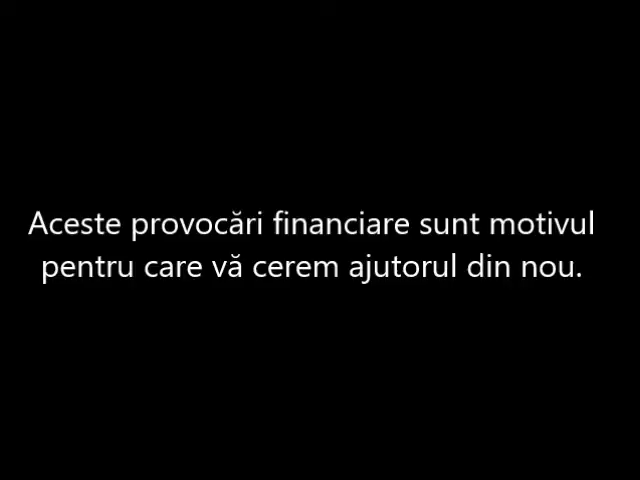 Aceste provocări financiare sunt motivul
pentru care vă cerem ajutorul din nou.